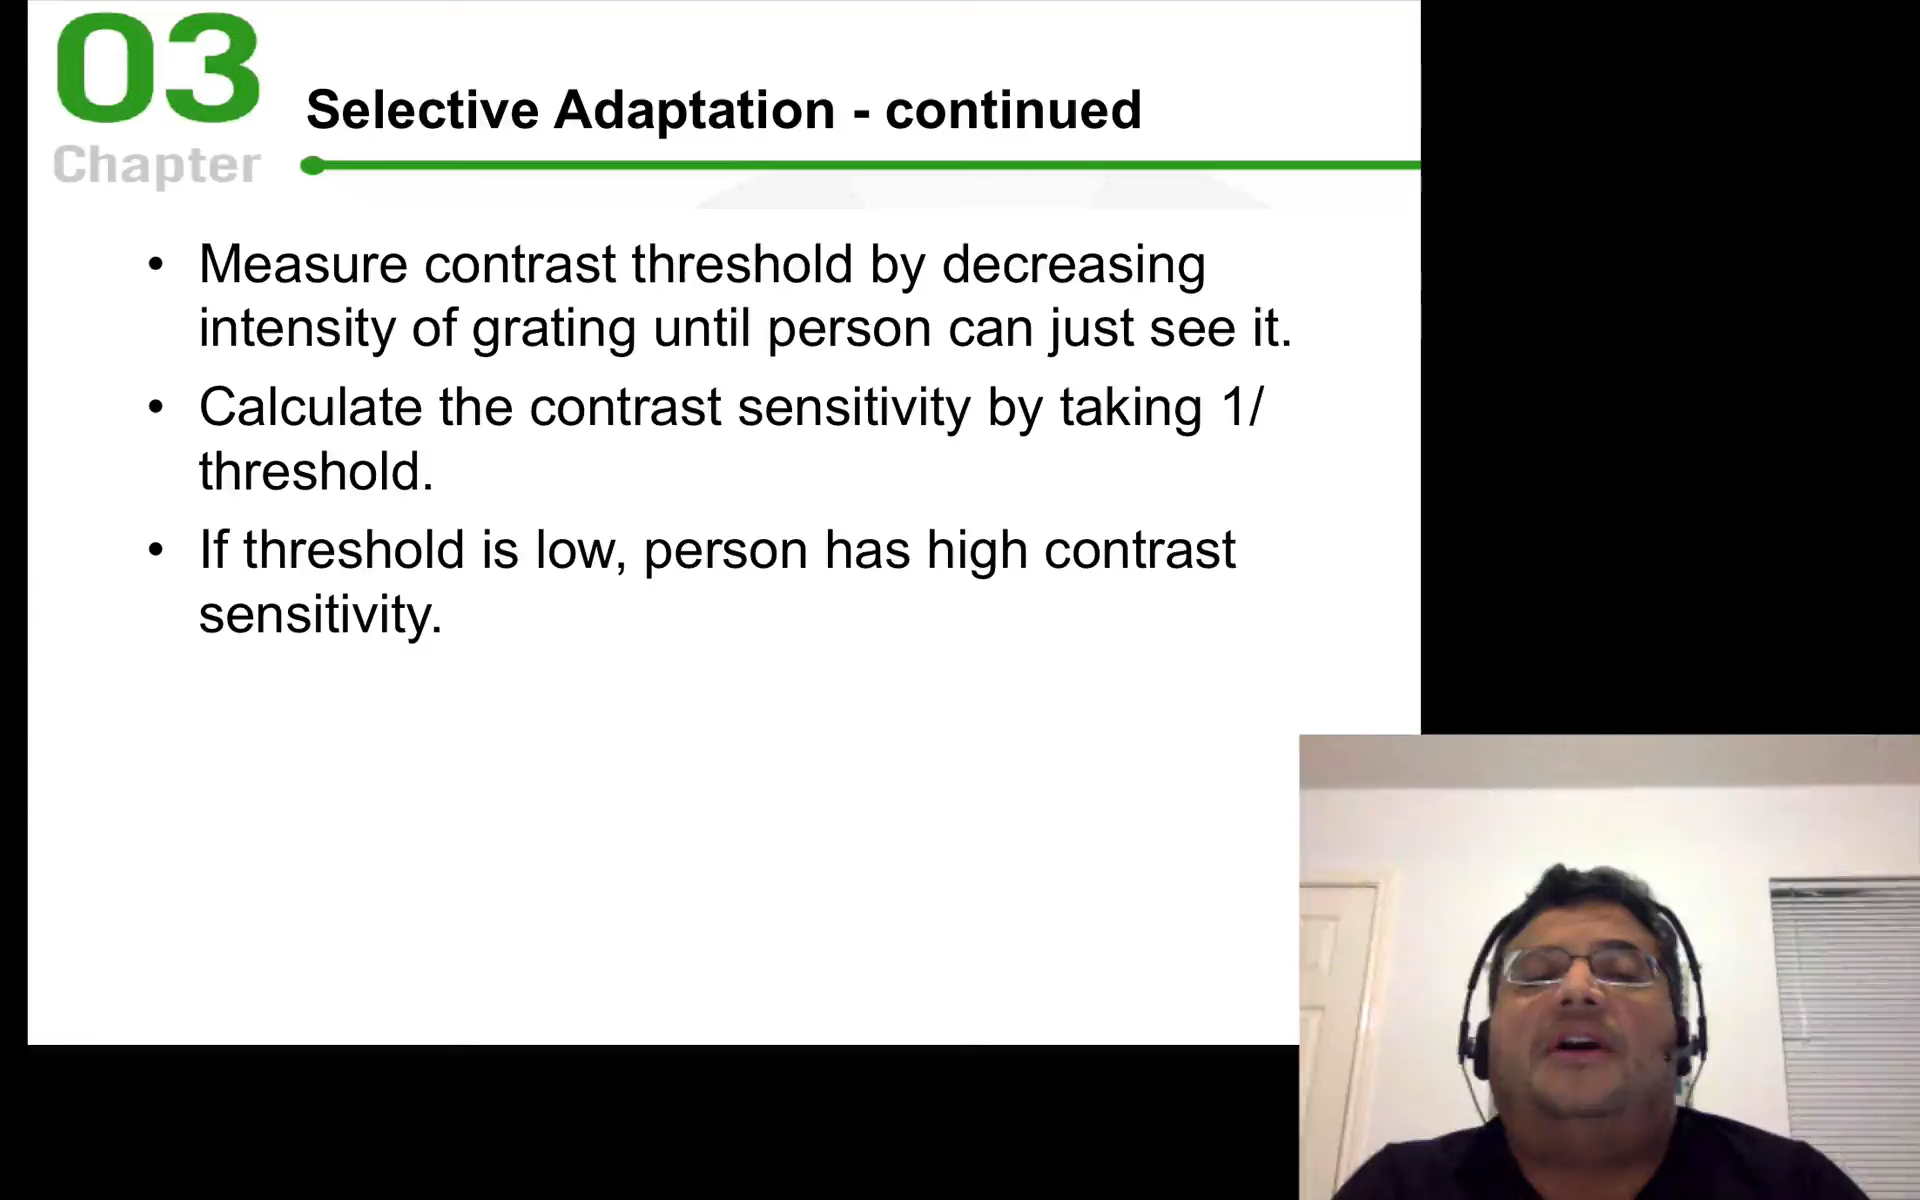 03
Chapter
Selective Adaptation - continued
• Measure contrast threshold by decreasing
intensity of grating until person can just see it.
• Calculate the contrast sensitivity by taking 1/
threshold.
• If threshold is low, person has high contrast
sensitivity.